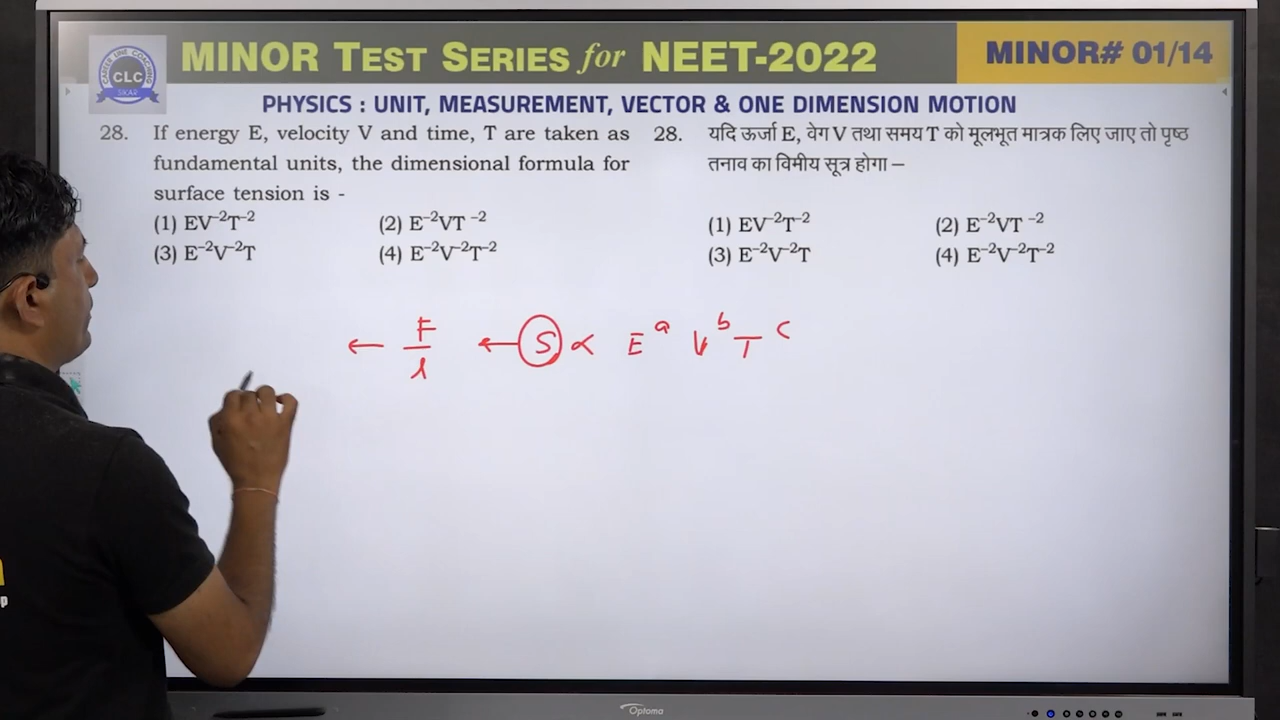 MINOR TEST SERIES for NEET-2022
MINOR# 01/14
CAREER LINE COACHING
CLC
SIKAR
PHYSICS : UNIT, MEASUREMENT, VECTOR & ONE DIMENSION MOTION
28. If energy E, velocity V and time, T are taken as
fundamental units, the dimensional formula for
surface tension is -
(1) EV⁻²T⁻² (2) E⁻²VT ⁻²
(3) E⁻²V⁻²T (4) E⁻²V⁻²T⁻²
28. यदि ऊर्जा E, वेग V तथा समय T को मूलभूत मात्रक लिए जाए तो पृष्ठ
तनाव का विमीय सूत्र होगा –
(1) EV⁻²T⁻² (2) E⁻²VT ⁻²
(3) E⁻²V⁻²T (4) E⁻²V⁻²T⁻²
← F/l ← S ∝ Eᵃ Vᵇ Tᶜ
Optoma